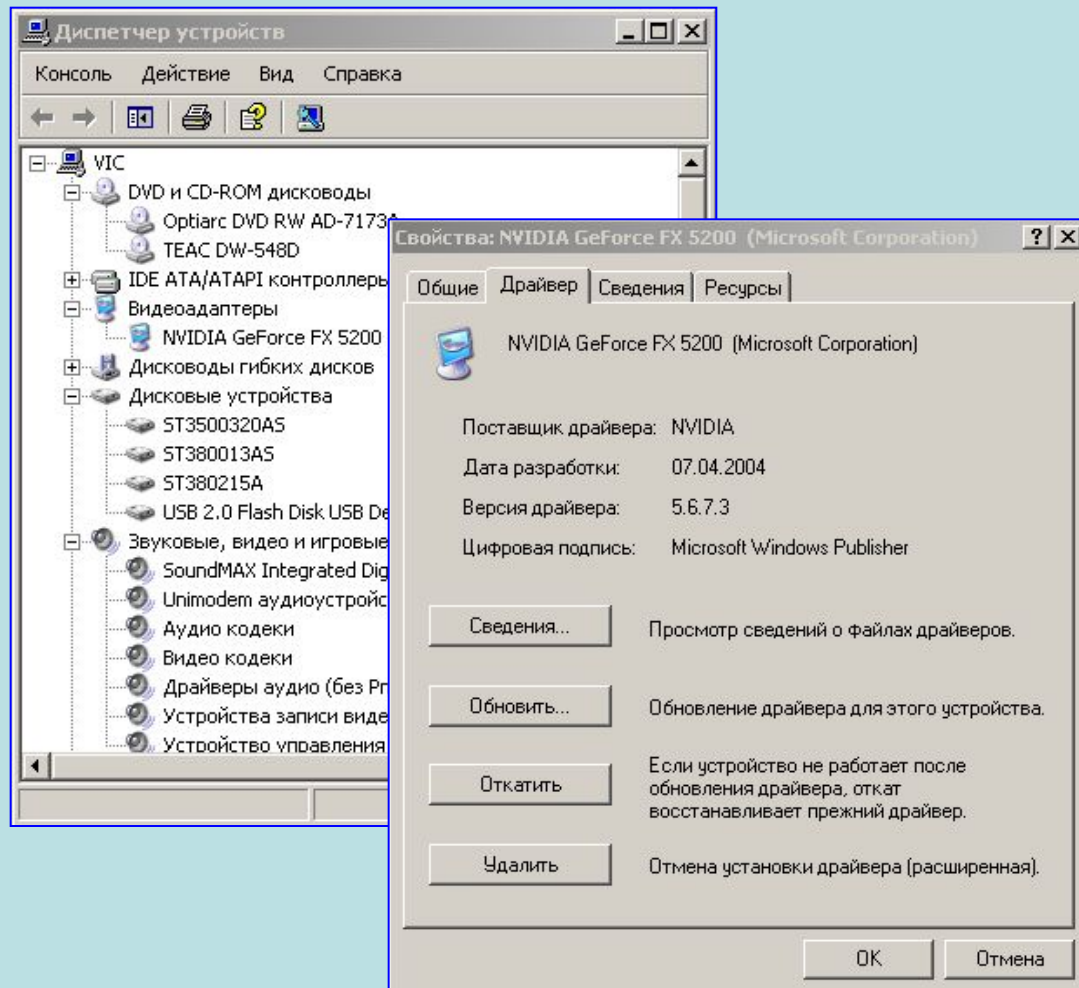 Диспетчер устройств
Консоль Действие Вид Справка
VIC
DVD и CD-ROM дисководы
Optiarc DVD RW AD-7173A
TEAC DW-548D
IDE ATA/ATAPI контроллеры
Видеоадаптеры
NVIDIA GeForce FX 5200
Дисководы гибких дисков
Дисковые устройства
ST3500320AS
ST380013AS
ST380215A
USB 2.0 Flash Disk USB De
Звуковые, видео и игровые
SoundMAX Integrated Dig
Unimodem аудиоустройс
Аудио кодеки
Видео кодеки
Драйверы аудио (без Pr
Устройства записи виде
Устройство управления
Свойства: NVIDIA GeForce FX 5200 (Microsoft Corporation)
Общие Драйвер Сведения Ресурсы
NVIDIA GeForce FX 5200 (Microsoft Corporation)
Поставщик драйвера: NVIDIA
Дата разработки: 07.04.2004
Версия драйвера: 5.6.7.3
Цифровая подпись: Microsoft Windows Publisher
Сведения... Просмотр сведений о файлах драйверов.
Обновить... Обновление драйвера для этого устройства.
Откатить Если устройство не работает после
обновления драйвера, откат
восстанавливает прежний драйвер.
Удалить Отмена установки драйвера (расширенная).
OK Отмена